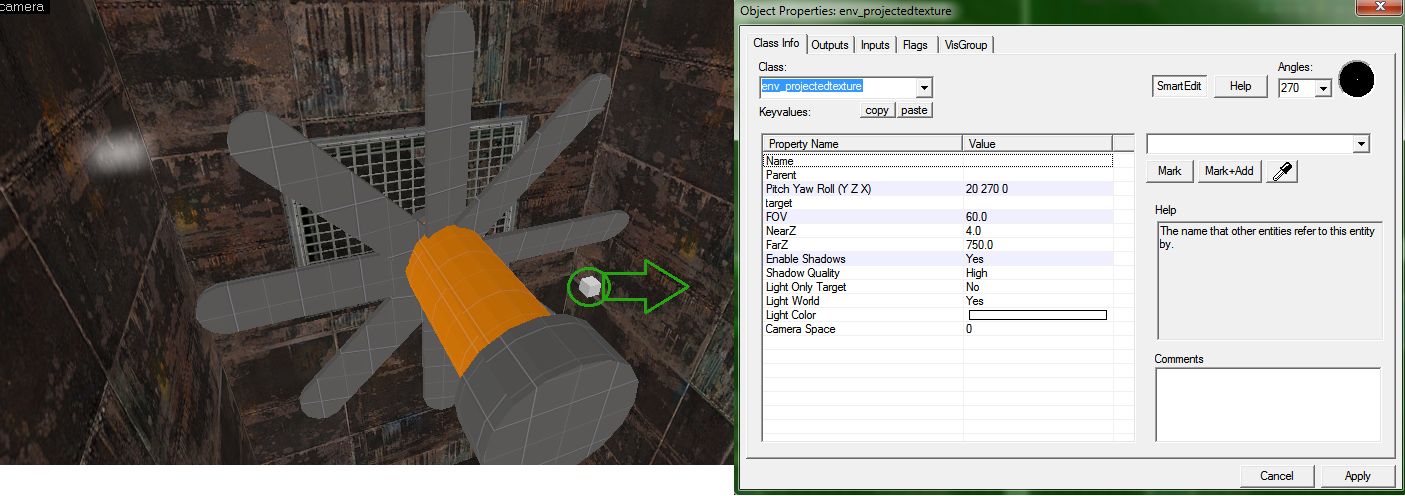 camera
Object Properties: env_projectedtexture
Class Info
Outputs
Inputs
Flags
VisGroup
Class:
env_projectedtexture
SmartEdit
Help
Angles:
270
Keyvalues:
copy
paste
Property Name Value
Name
Parent
Pitch Yaw Roll (Y Z X) 20 270 0
target
FOV 60.0
NearZ 4.0
FarZ 750.0
Enable Shadows Yes
Shadow Quality High
Light Only Target No
Light World Yes
Light Color
Camera Space 0
Mark
Mark+Add
Help
The name that other entities refer to this entity
by.
Comments
Cancel
Apply